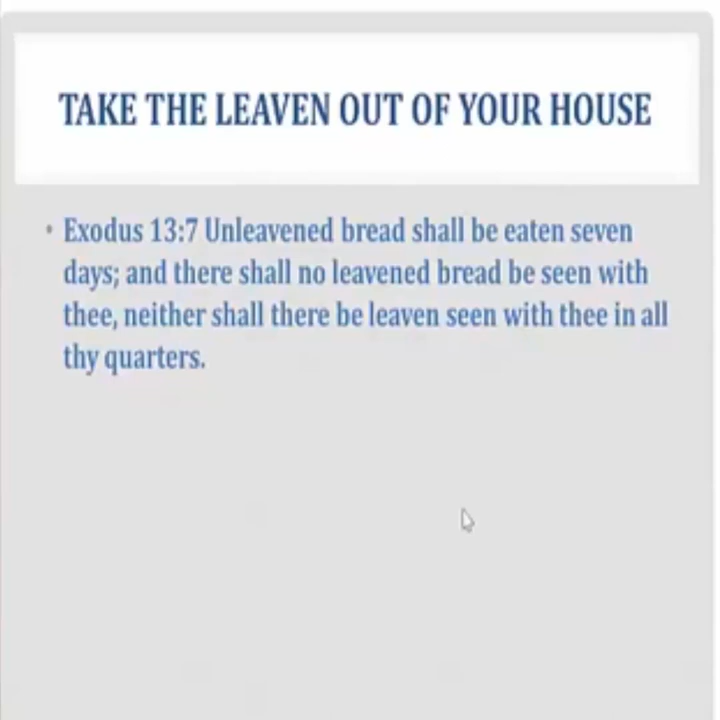 TAKE THE LEAVEN OUT OF YOUR HOUSE
• Exodus 13:7 Unleavened bread shall be eaten seven
days; and there shall no leavened bread be seen with
thee, neither shall there be leaven seen with thee in all
thy quarters.